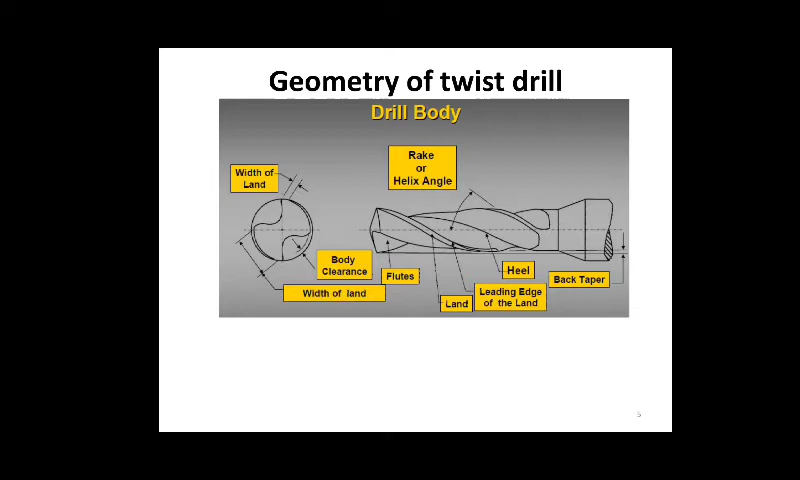 Geometry of twist drill
Drill Body
Rake
or
Helix Angle
Width of
Land
Body
Clearance
Flutes
Heel
Back Taper
Width of land
Leading Edge
of the Land
Land
5